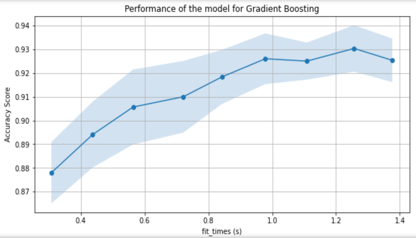 Performance of the model for Gradient Boosting
Accuracy Score
0.94
0.93
0.92
0.91
0.90
0.89
0.88
0.87
0.4 0.6 0.8 1.0 1.2 1.4
fit_times (s)